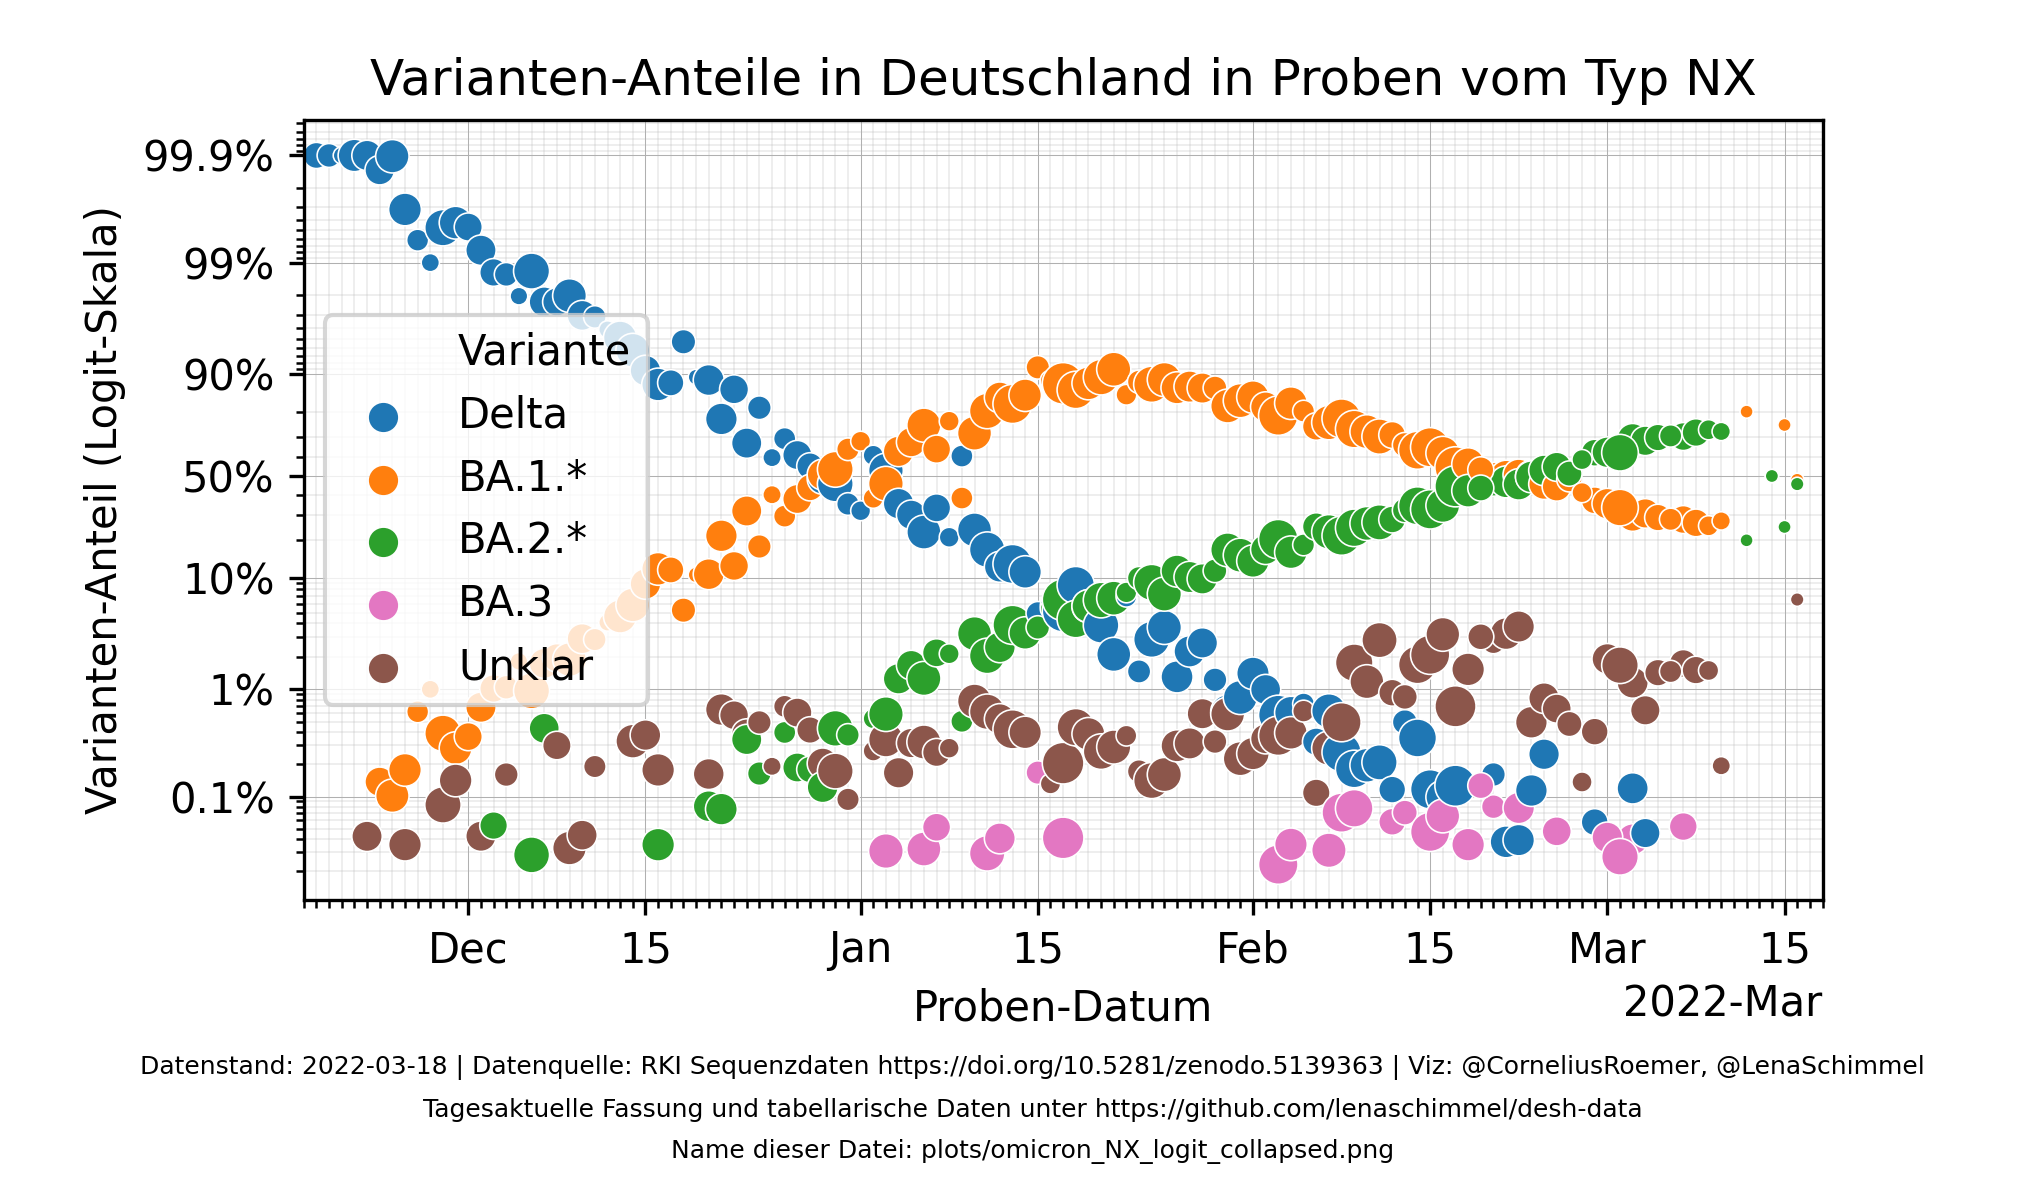 Varianten-Anteile in Deutschland in Proben vom Typ NX
Varianten-Anteil (Logit-Skala)
99.9%
99%
90%
50%
10%
1%
0.1%
Variante
Delta
BA.1.*
BA.2.*
BA.3
Unklar
Dec 15 Jan 15 Feb 15 Mar 15
Proben-Datum
2022-Mar
Datenstand: 2022-03-18 | Datenquelle: RKI Sequenzdaten https://doi.org/10.5281/zenodo.5139363 | Viz: @CorneliusRoemer, @LenaSchimmel
Tagesaktuelle Fassung und tabellarische Daten unter https://github.com/lenaschimmel/desh-data
Name dieser Datei: plots/omicron_NX_logit_collapsed.png